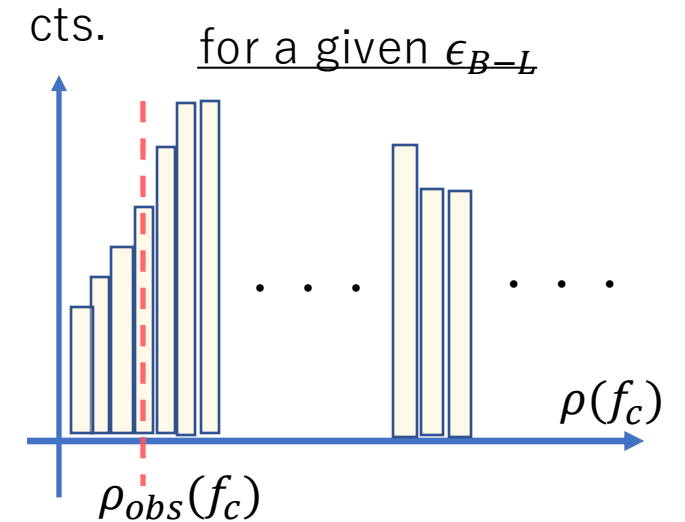 cts.
for a given ϵ_{B−L}
. . .
. . .
ρ(f_c)
ρ_{obs}(f_c)